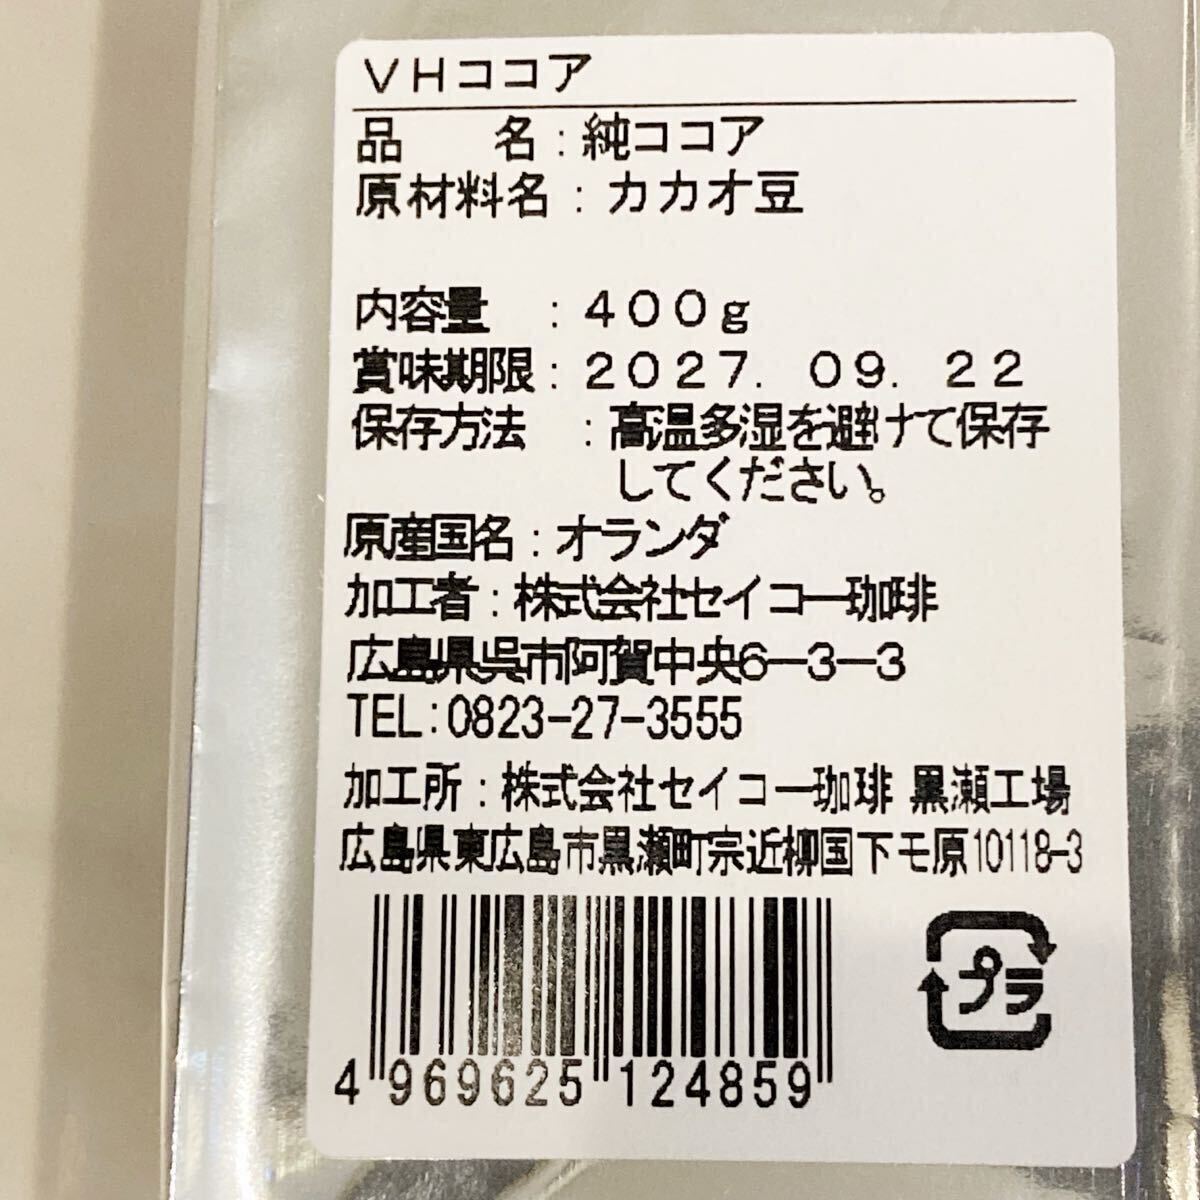 VHココア
品　　名：純ココア
原材料名：カカオ豆
内容量　：400g
賞味期限：2027．09．22
保存方法　：高温多湿を避けて保存
してください。
原産国名：オランダ
加工者：株式会社セイコー珈琲
広島県呉市阿賀中央6－3－3
TEL:0823-27-3555
加工所：株式会社セイコー珈琲 黒瀬工場
広島県東広島市黒瀬町宗近柳国下モ原10118-3
4 969625 124859
プラ